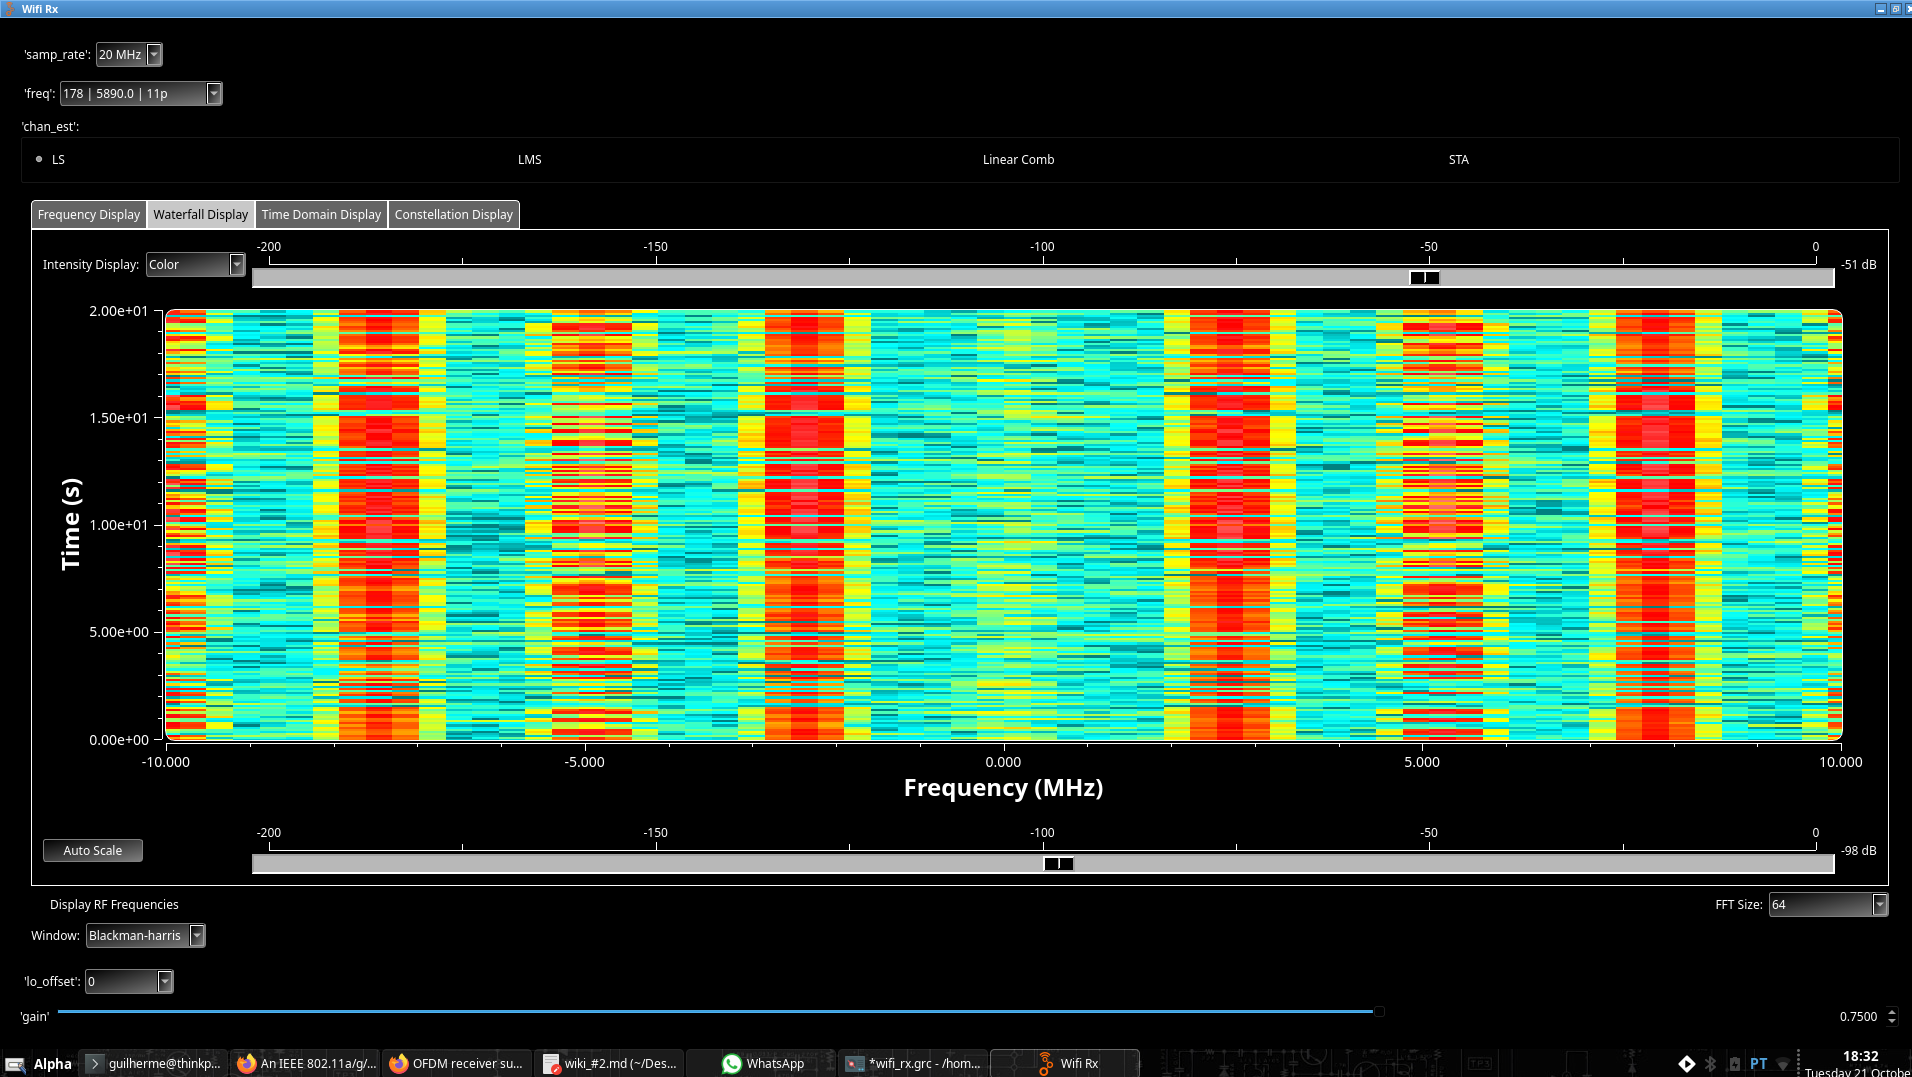 Wifi Rx
'samp_rate': 20 MHz
'freq': 178 | 5890.0 | 11p
'chan_est':
LS LMS Linear Comb STA
Frequency Display Waterfall Display Time Domain Display Constellation Display
-200 -150 -100 -50 0
Intensity Display: Color -51 dB
2.00e+01
1.50e+01
1.00e+01
5.00e+00
0.00e+00
Time (s)
-10.000 -5.000 0.000 5.000 10.000
Frequency (MHz)
-200 -150 -100 -50 0
Auto Scale -98 dB
Display RF Frequencies FFT Size: 64
Window: Blackman-harris
'lo_offset': 0
'gain' 0.7500
Alpha guilherme@thinkp... An IEEE 802.11a/g/... OFDM receiver su... wiki_#2.md (~/Des... WhatsApp *wifi_rx.grc - /hom... Wifi Rx PT 18:32
Tuesday 21 Octobe